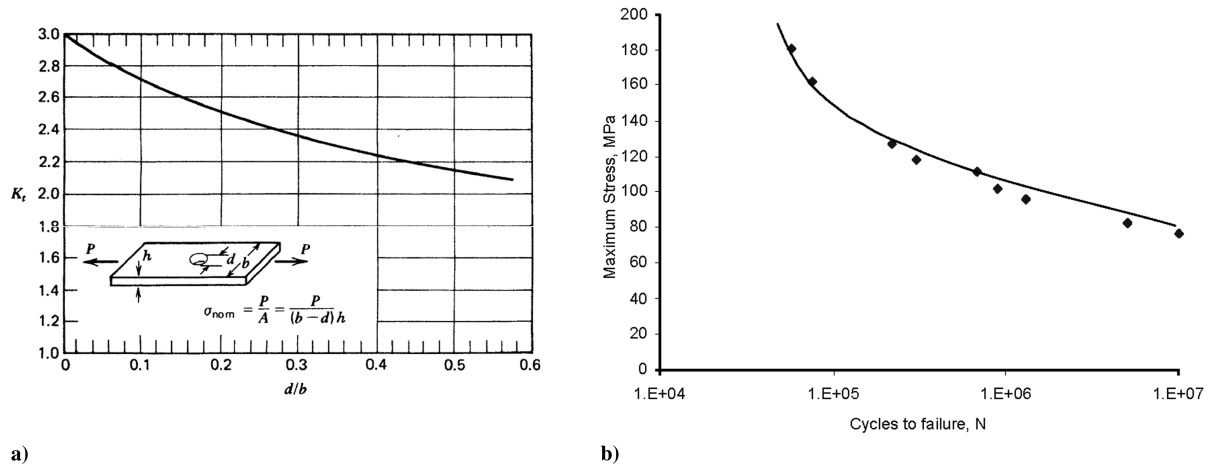 3.0
2.8
2.6
2.4
2.2
2.0
1.8
1.6
1.4
1.2
1.0
K_t
0 0.1 0.2 0.3 0.4 0.5 0.6
d/b
P h d b P
σ_nom = P/A = P/((b − d)h)
a)
200
180
160
140
120
100
80
60
40
20
0
Maximum Stress, MPa
1.E+04 1.E+05 1.E+06 1.E+07
Cycles to failure, N
b)